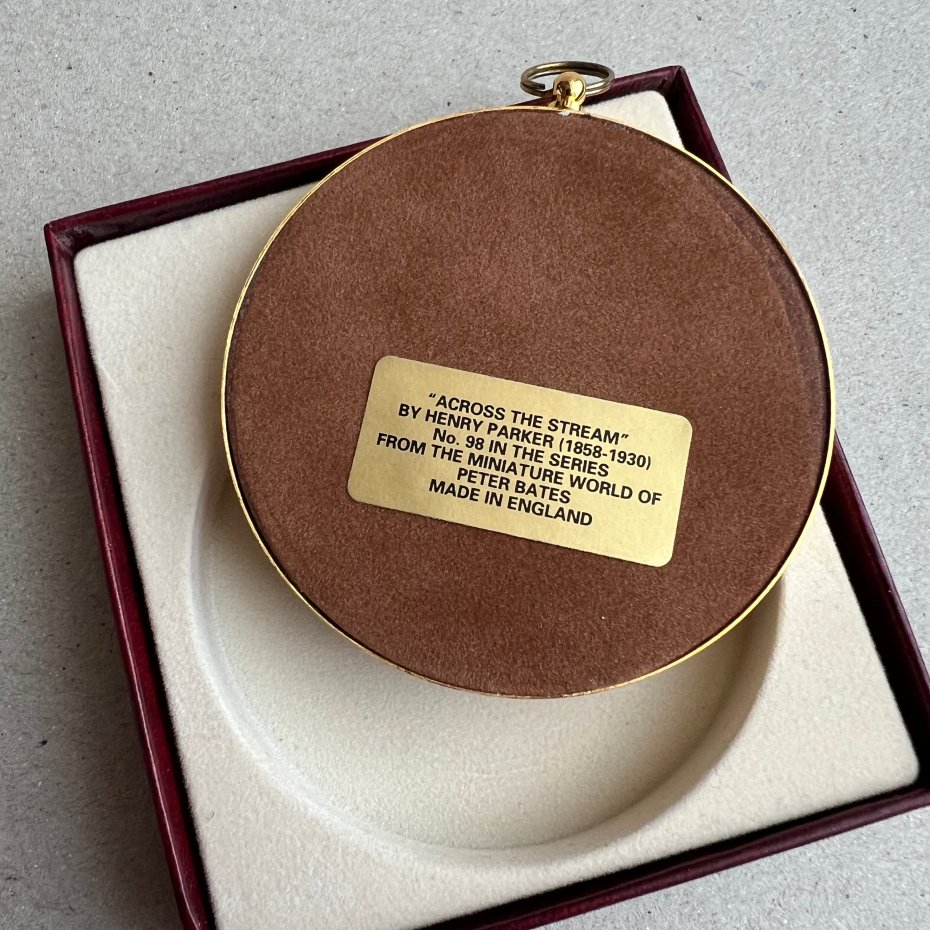 “ACROSS THE STREAM”
BY HENRY PARKER (1858-1930)
No. 98 IN THE SERIES
FROM THE MINIATURE WORLD OF
PETER BATES
MADE IN ENGLAND